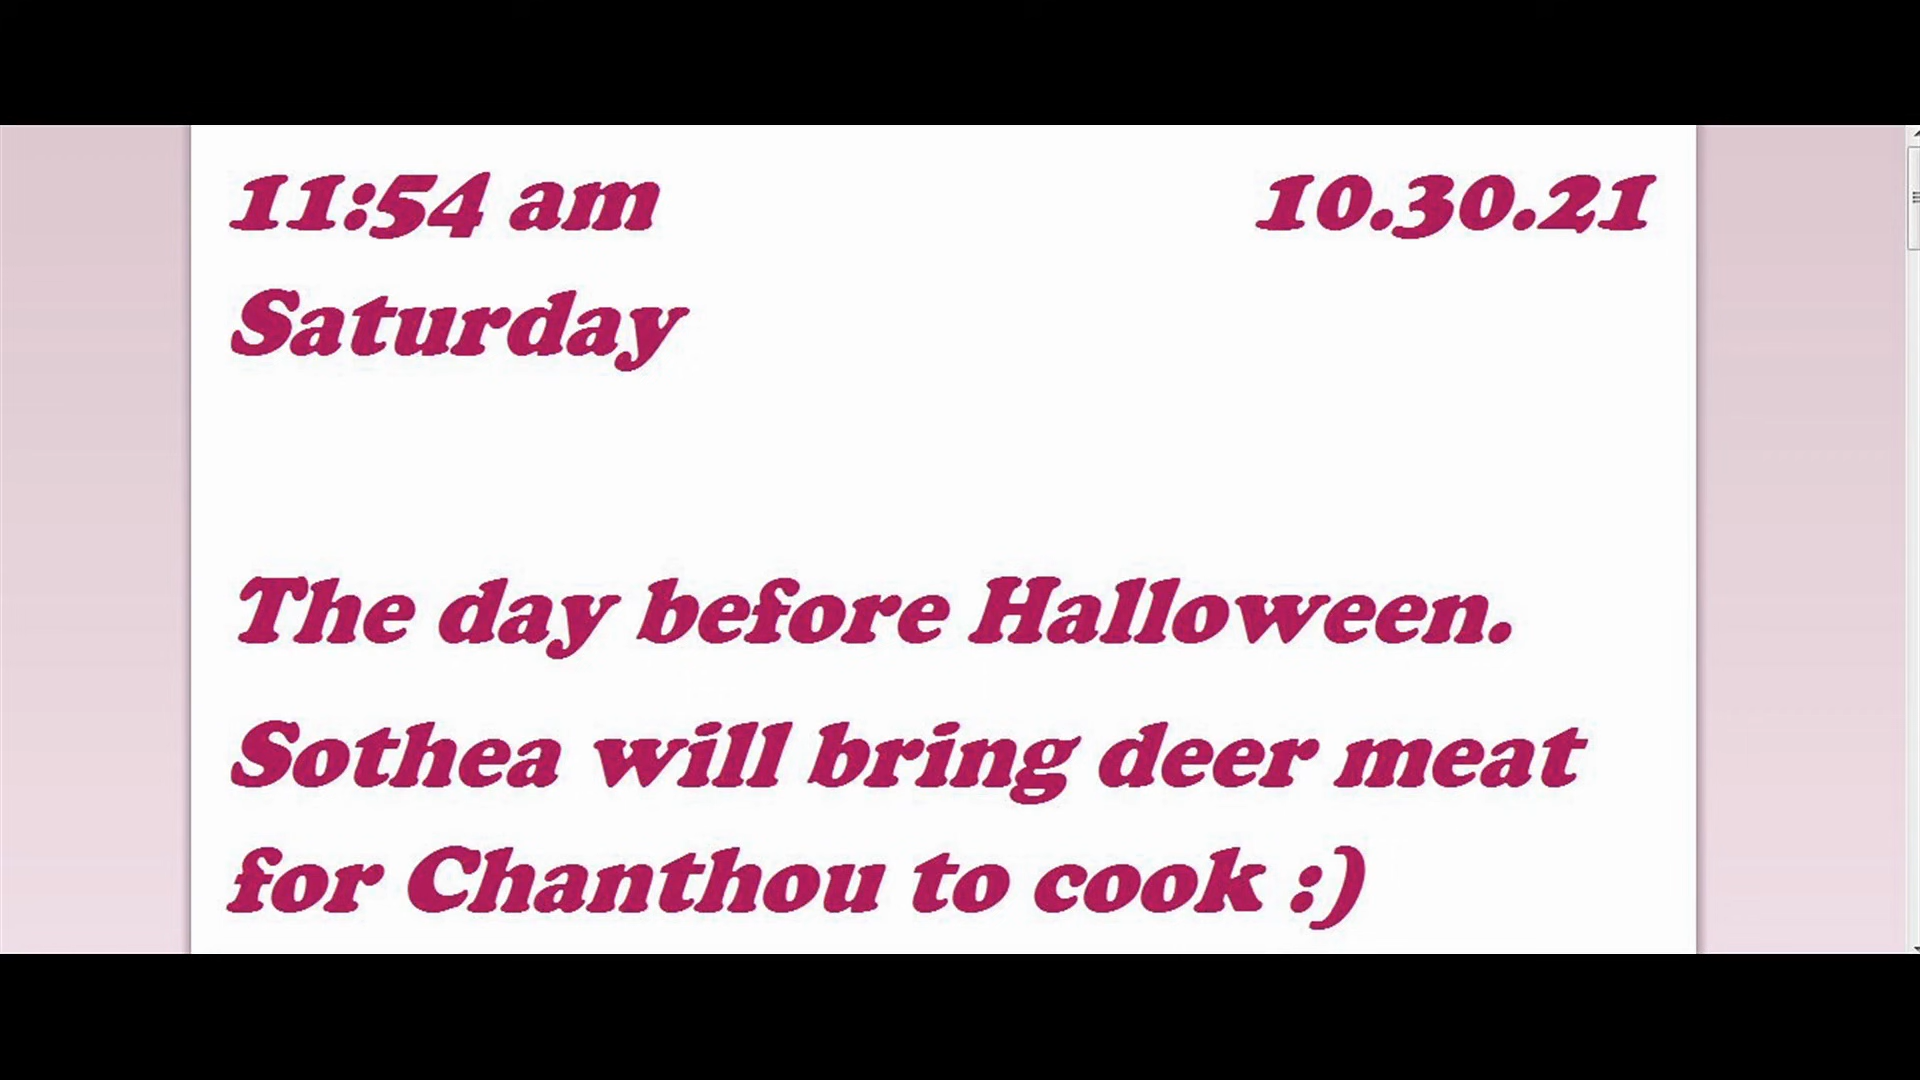 11:54 am 10.30.21
Saturday
The day before Halloween.
Sothea will bring deer meat
for Chanthou to cook :)